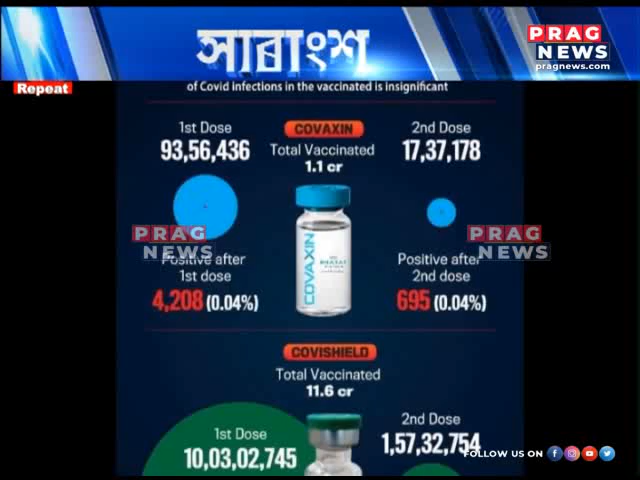 সাৰাংশ
PRAG
NEWS
pragnews.com
Repeat
of Covid infections in the vaccinated is insignificant
1st Dose
93,56,436
COVAXIN
Total Vaccinated
1.1 cr
2nd Dose
17,37,178
PRAG
NEWS
PRAG
NEWS
COVAXIN
Positive after
1st dose
4,208 (0.04%)
Positive after
2nd dose
695 (0.04%)
COVISHIELD
Total Vaccinated
11.6 cr
1st Dose
10,03,02,745
2nd Dose
1,57,32,754
FOLLOW US ON